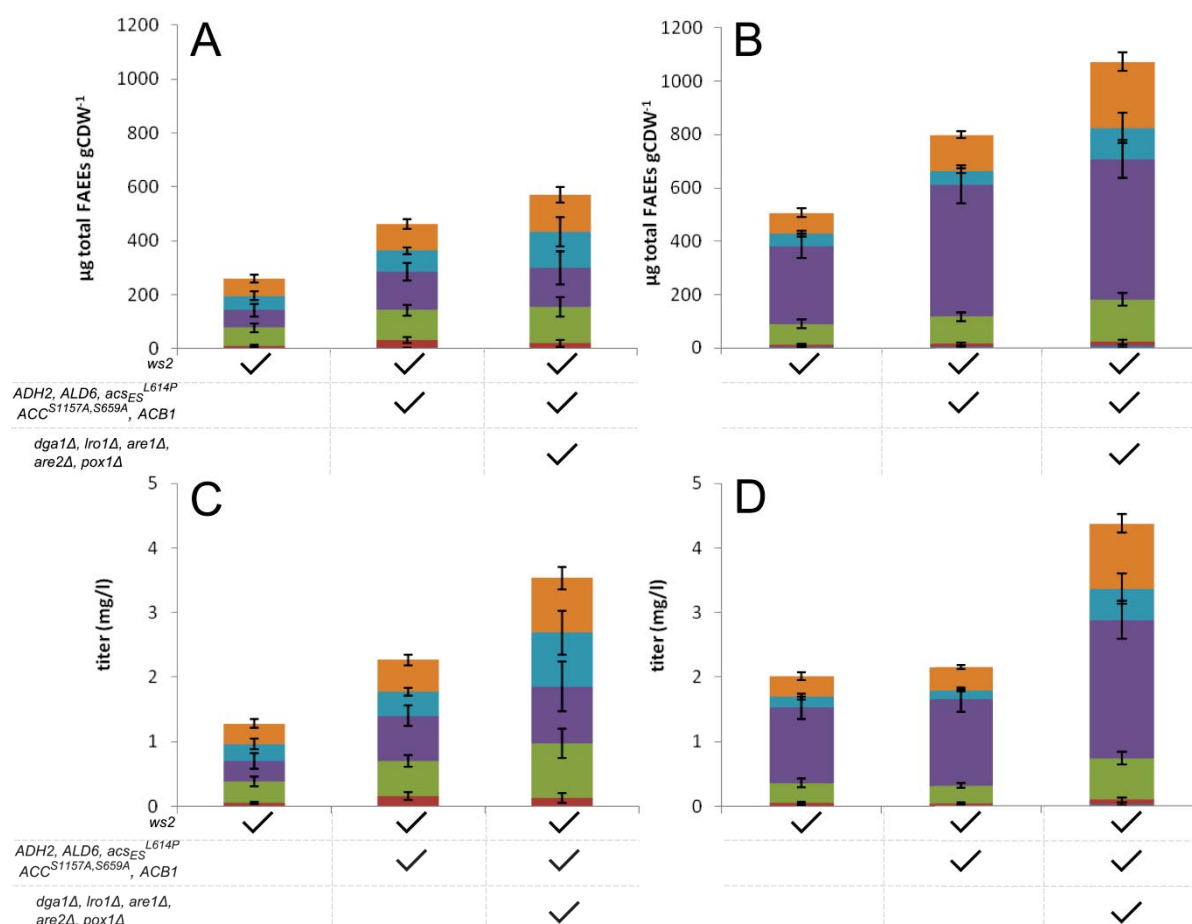 A
1200
1000
800
600
400
200
0
µg total FAEEs gCDW-1
B
1200
1000
800
600
400
200
0
µg total FAEEs gCDW-1
ws2
ADH2, ALD6, acsES L614P
ACC S1157A,S659A, ACB1
dga1Δ, lro1Δ, are1Δ,
are2Δ, pox1Δ
C
5
4
3
2
1
0
titer (mg/l)
D
5
4
3
2
1
0
titer (mg/l)
ws2
ADH2, ALD6, acsES L614P
ACC S1157A,S659A, ACB1
dga1Δ, lro1Δ, are1Δ,
are2Δ, pox1Δ